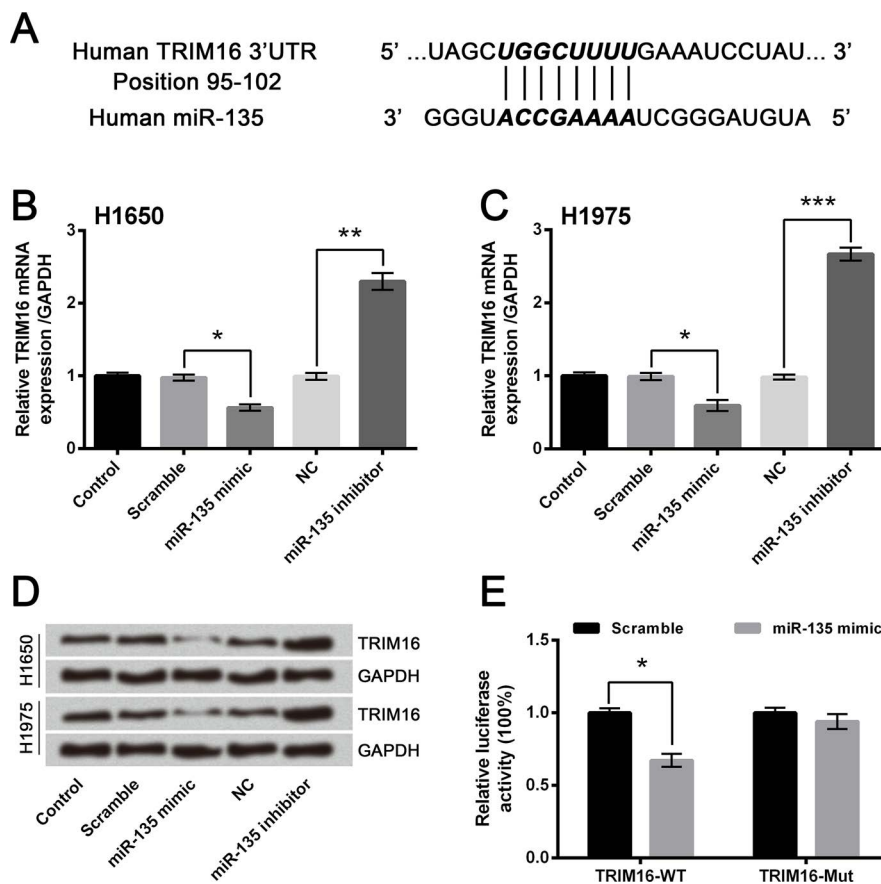 A
Human TRIM16 3'UTR 5' ...UAGCUGGCUUUUGAAAUCCUAU... 3'
Position 95-102
Human miR-135 3' GGGUACCGAAAAUCGGGAUGUA 5'
B
H1650
Relative TRIM16 mRNA
expression /GAPDH
3
2
1
0
*
**
Control
Scramble
miR-135 mimic
NC
miR-135 inhibitor
C
H1975
Relative TRIM16 mRNA
expression /GAPDH
3
2
1
0
*
***
Control
Scramble
miR-135 mimic
NC
miR-135 inhibitor
D
H1650
TRIM16
GAPDH
H1975
TRIM16
GAPDH
Control
Scramble
miR-135 mimic
NC
miR-135 inhibitor
E
Scramble
miR-135 mimic
Relative luciferase
activity (100%)
1.5
1.0
0.5
0.0
*
TRIM16-WT
TRIM16-Mut